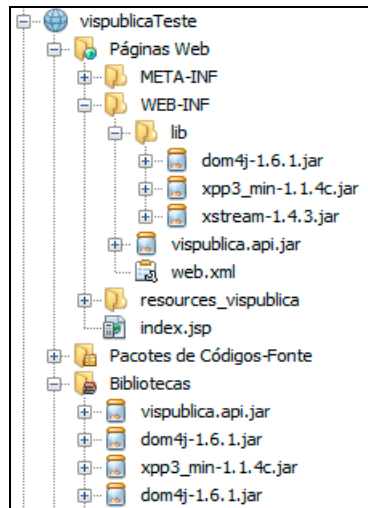 vispublicaTeste
Páginas Web
META-INF
WEB-INF
lib
dom4j-1.6.1.jar
xpp3_min-1.1.4c.jar
xstream-1.4.3.jar
vispublica.api.jar
web.xml
resources_vispublica
index.jsp
Pacotes de Códigos-Fonte
Bibliotecas
vispublica.api.jar
dom4j-1.6.1.jar
xpp3_min-1.1.4c.jar
dom4j-1.6.1.jar